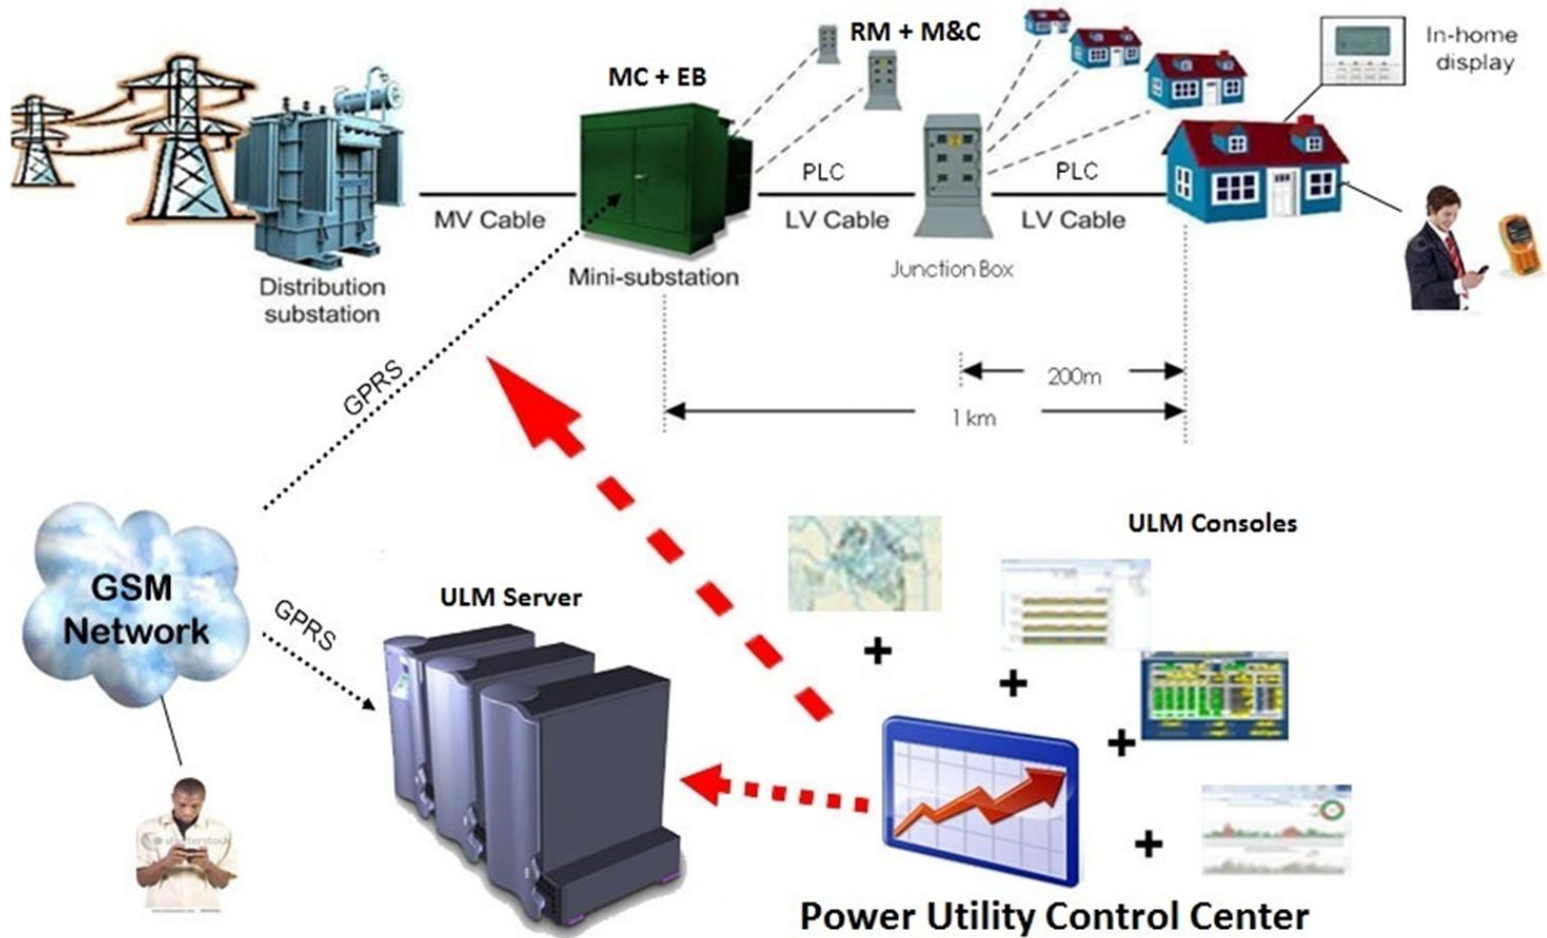 RM + M&C
In-home
display
MC + EB
PLC
PLC
MV Cable
LV Cable
LV Cable
Mini-substation
Junction Box
Distribution
substation
200m
1 km
GPRS
ULM Consoles
GSM
Network
GPRS
ULM Server
Power Utility Control Center